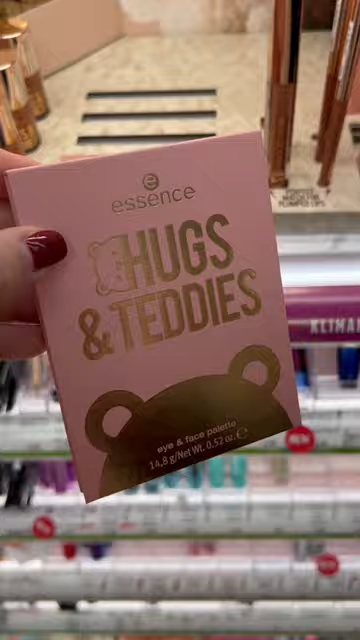 essence
HUGS
& TEDDIES
eye & face palette
14,8 g/Net Wt. 0.52 oz. ℮